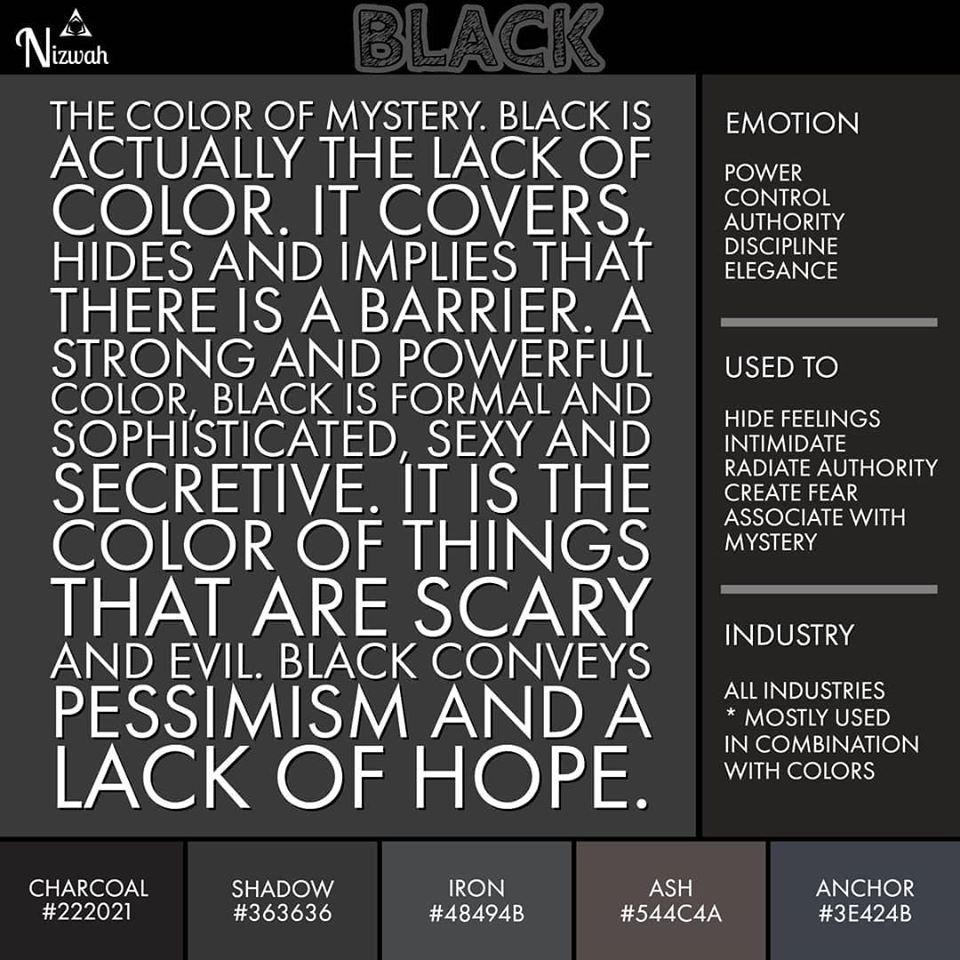 Nizwah
BLACK
THE COLOR OF MYSTERY. BLACK IS
ACTUALLY THE LACK OF
COLOR. IT COVERS,
HIDES AND IMPLIES THAT
THERE IS A BARRIER. A
STRONG AND POWERFUL
COLOR, BLACK IS FORMAL AND
SOPHISTICATED, SEXY AND
SECRETIVE. IT IS THE
COLOR OF THINGS
THAT ARE SCARY
AND EVIL. BLACK CONVEYS
PESSIMISM AND A
LACK OF HOPE.
EMOTION
POWER
CONTROL
AUTHORITY
DISCIPLINE
ELEGANCE
USED TO
HIDE FEELINGS
INTIMIDATE
RADIATE AUTHORITY
CREATE FEAR
ASSOCIATE WITH
MYSTERY
INDUSTRY
ALL INDUSTRIES
* MOSTLY USED
IN COMBINATION
WITH COLORS
CHARCOAL
#222021
SHADOW
#363636
IRON
#48494B
ASH
#544C4A
ANCHOR
#3E424B